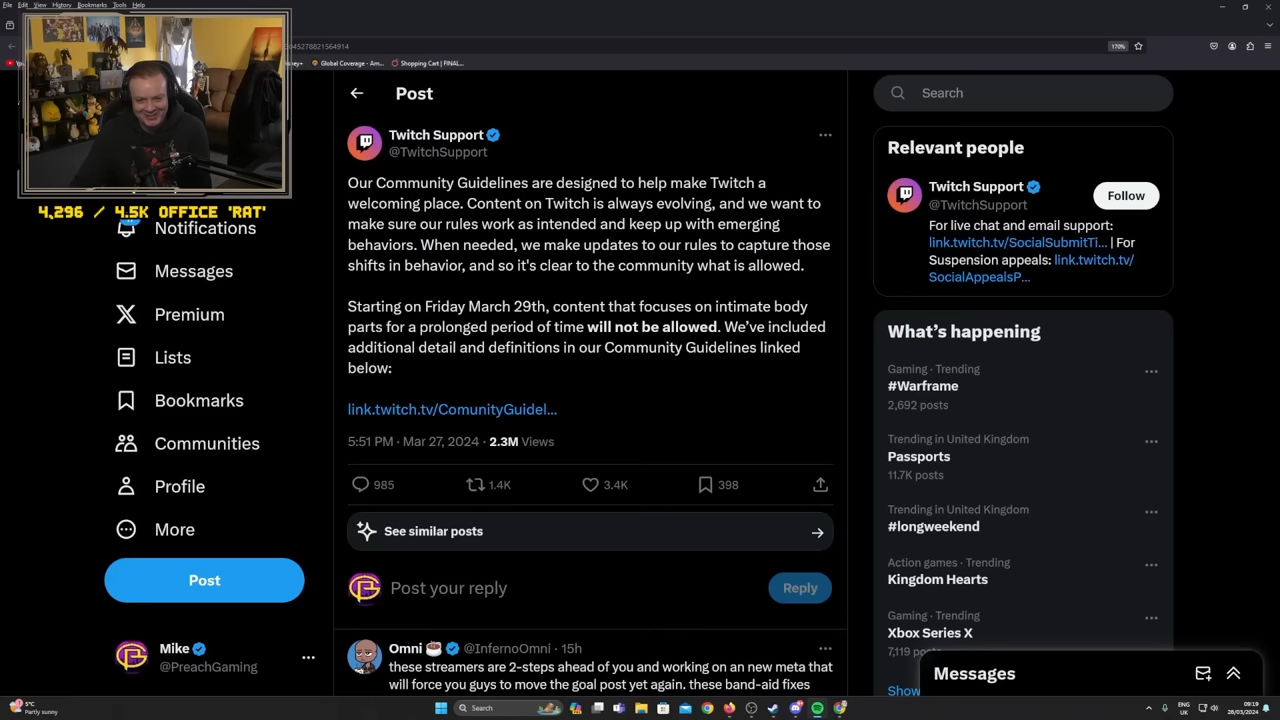 File Edit View History Bookmarks Tools Help
045278821564914
170%
Global Coverage - Am...
Shopping Cart | FINAL...
4,296 / 4.5K OFFICE 'RAT'
Notifications
Messages
Premium
Lists
Bookmarks
Communities
Profile
More
Post
Mike
@PreachGaming
Post
Twitch Support
@TwitchSupport
Our Community Guidelines are designed to help make Twitch a
welcoming place. Content on Twitch is always evolving, and we want to
make sure our rules work as intended and keep up with emerging
behaviors. When needed, we make updates to our rules to capture those
shifts in behavior, and so it's clear to the community what is allowed.
Starting on Friday March 29th, content that focuses on intimate body
parts for a prolonged period of time will not be allowed. We've included
additional detail and definitions in our Community Guidelines linked
below:
link.twitch.tv/ComunityGuidel...
5:51 PM · Mar 27, 2024 · 2.3M Views
985 1.4K 3.4K 398
See similar posts
Post your reply
Reply
Omni @InfernoOmni · 15h
these streamers are 2-steps ahead of you and working on an new meta that
will force you guys to move the goal post yet again. these band-aid fixes
Search
Relevant people
Twitch Support
@TwitchSupport
Follow
For live chat and email support:
link.twitch.tv/SocialSubmitTi... | For
Suspension appeals: link.twitch.tv/
SocialAppealsP...
What's happening
Gaming · Trending
#Warframe
2,692 posts
Trending in United Kingdom
Passports
11.7K posts
Trending in United Kingdom
#longweekend
Action games · Trending
Kingdom Hearts
Gaming · Trending
Xbox Series X
7,119 posts
Show
Messages
5°C
Partly sunny
Search
ENG
UK
09:19
28/03/2024